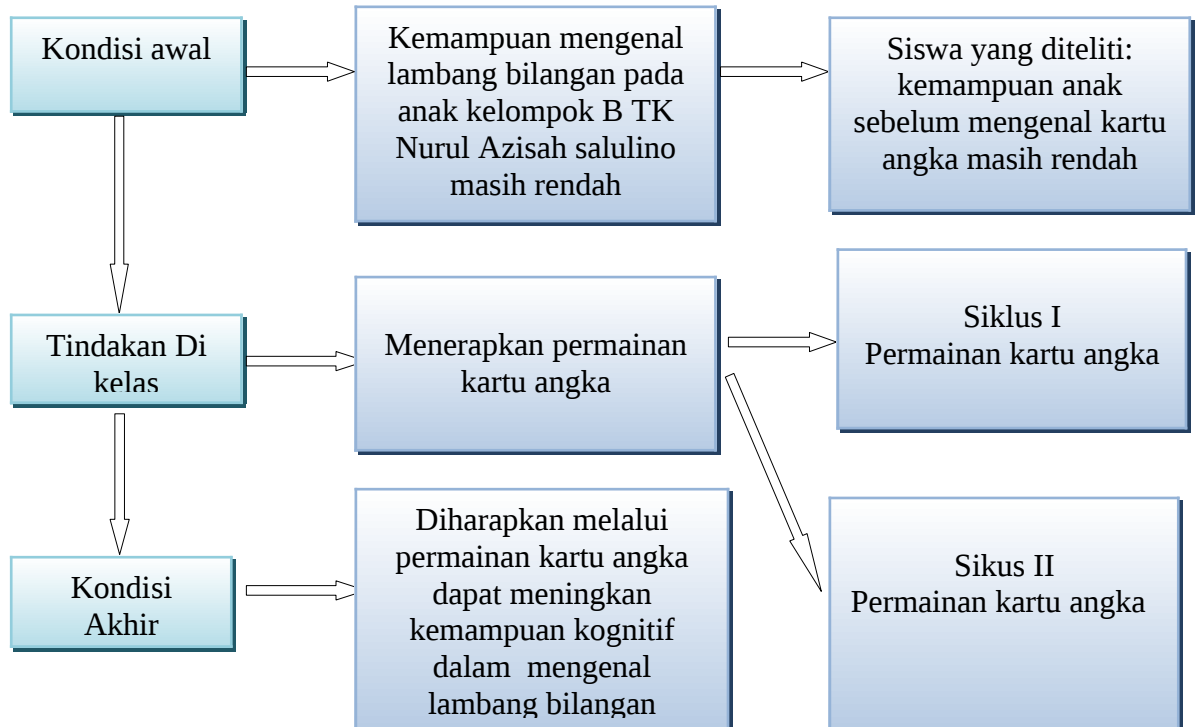 Kondisi awal
Kemampuan mengenal
lambang bilangan pada
anak kelompok B TK
Nurul Azisah salulino
masih rendah
Siswa yang diteliti:
kemampuan anak
sebelum mengenal kartu
angka masih rendah
Tindakan Di
kelas
Menerapkan permainan
kartu angka
Siklus I
Permainan kartu angka
Sikus II
Permainan kartu angka
Kondisi
Akhir
Diharapkan melalui
permainan kartu angka
dapat meningkan
kemampuan kognitif
dalam mengenal
lambang bilangan